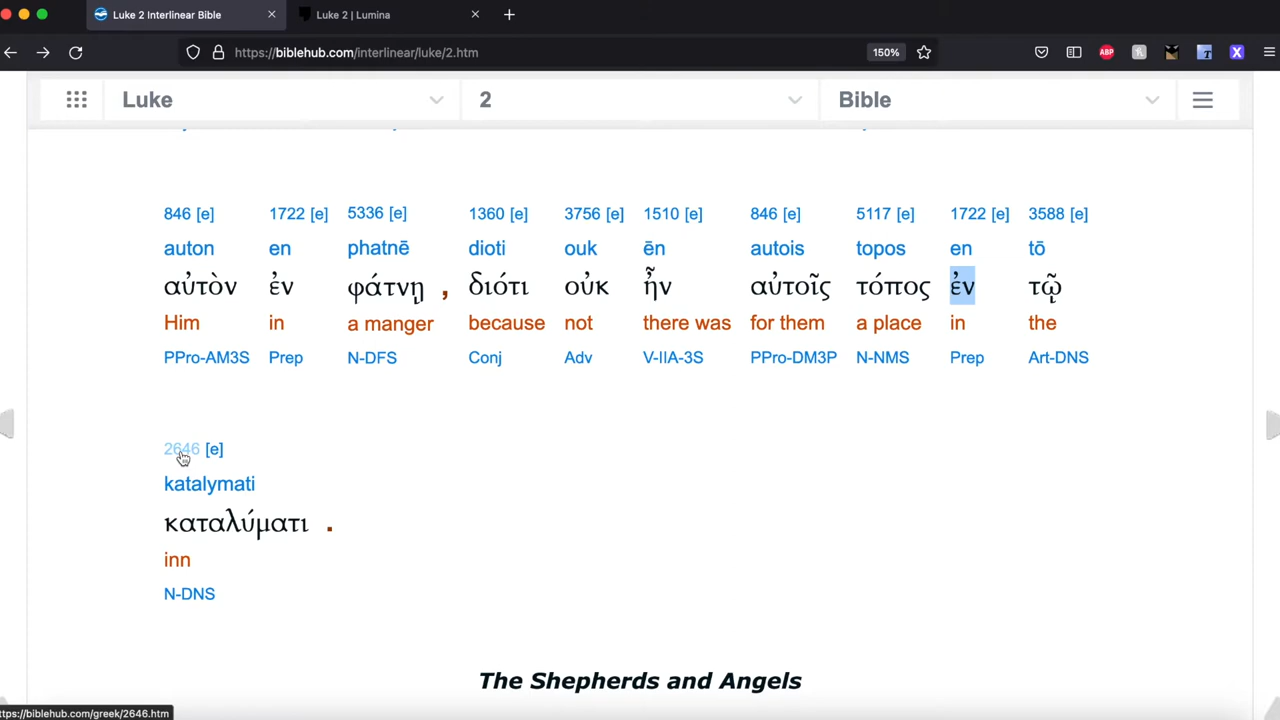 Luke 2 Interlinear Bible × Luke 2 | Lumina × +
https://biblehub.com/interlinear/luke/2.htm 150% ABP T X
Luke 2 Bible
846 [e] 1722 [e] 5336 [e] 1360 [e] 3756 [e] 1510 [e] 846 [e] 5117 [e] 1722 [e] 3588 [e]
auton en phatnē dioti ouk ēn autois topos en tō
αὐτὸν ἐν φάτνῃ , διότι οὐκ ἦν αὐτοῖς τόπος ἐν τῷ
Him in a manger because not there was for them a place in the
PPro-AM3S Prep N-DFS Conj Adv V-IIA-3S PPro-DM3P N-NMS Prep Art-DNS
2646 [e]
katalymati
καταλύματι .
inn
N-DNS
The Shepherds and Angels
ttps://biblehub.com/greek/2646.htm